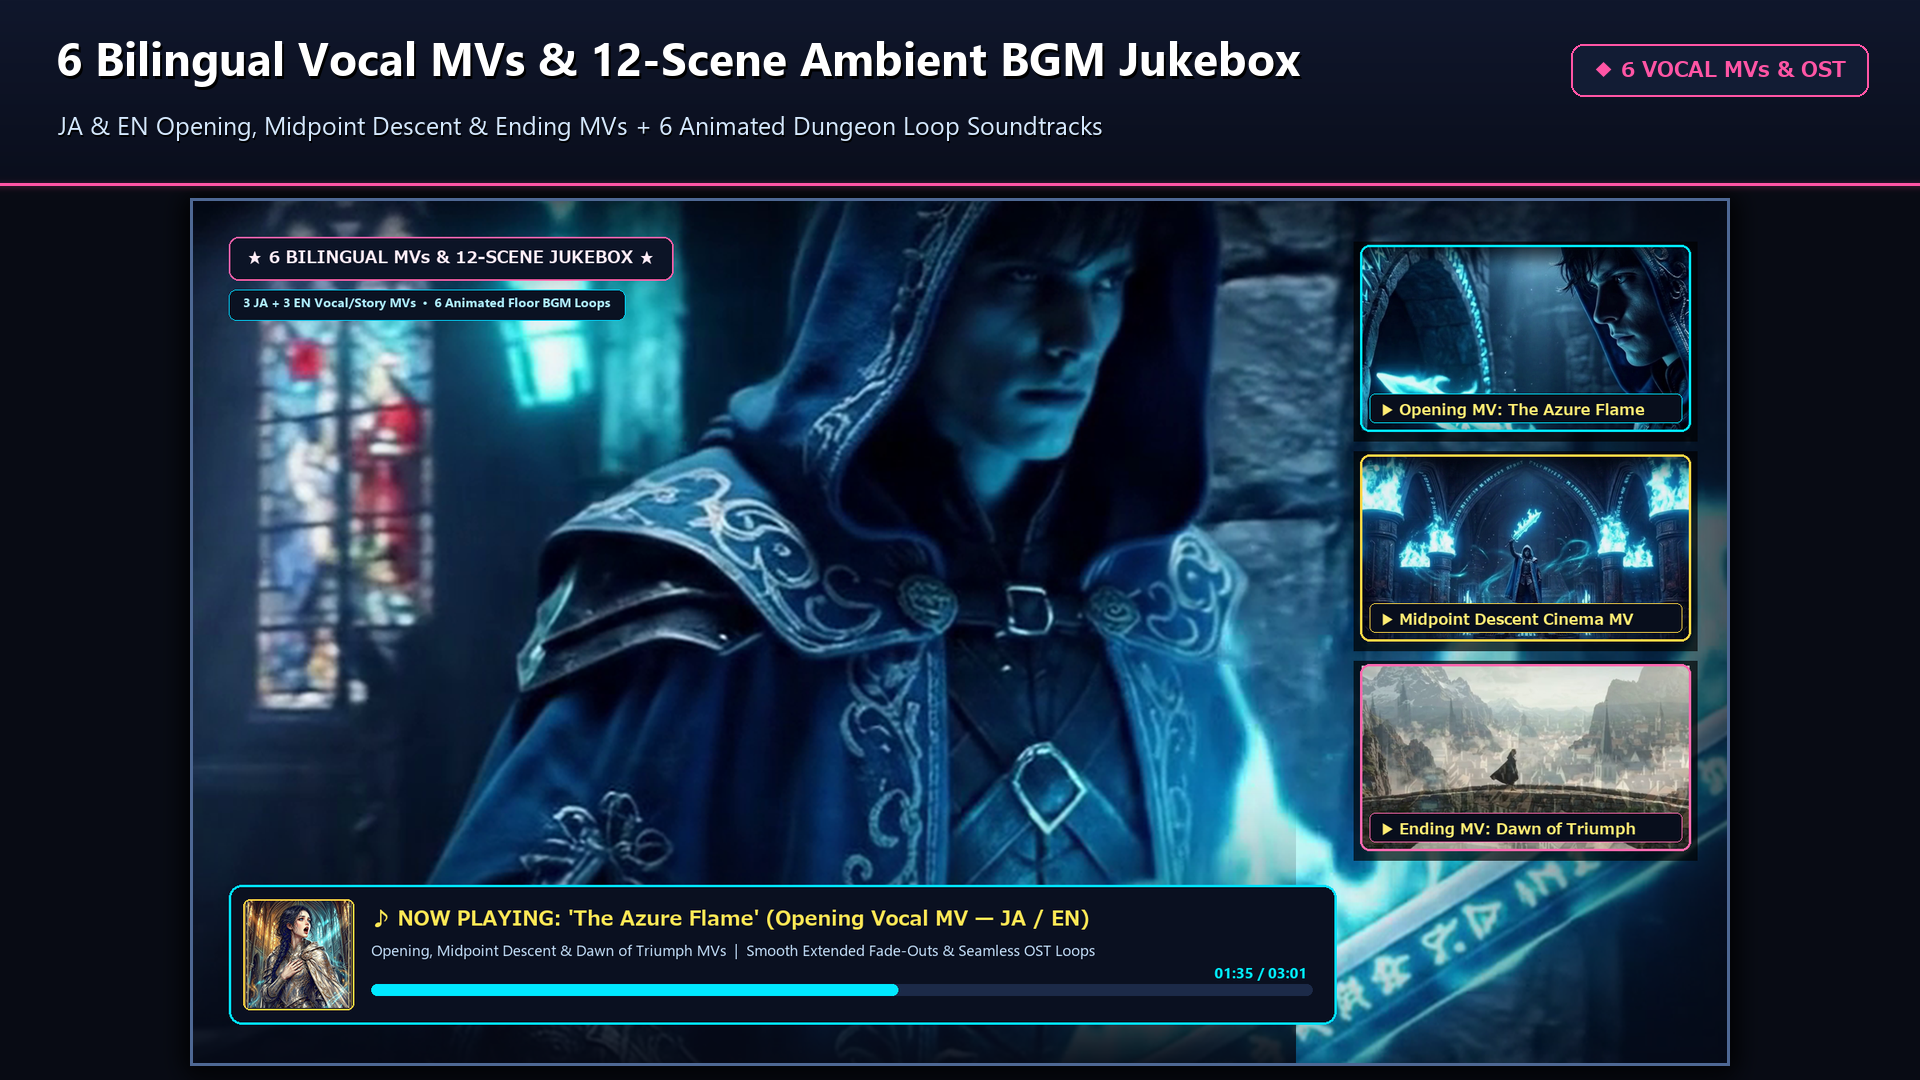 6 Bilingual Vocal MVs & 12-Scene Ambient BGM Jukebox
◆ 6 VOCAL MVs & OST
JA & EN Opening, Midpoint Descent & Ending MVs + 6 Animated Dungeon Loop Soundtracks
★ 6 BILINGUAL MVs & 12-SCENE JUKEBOX ★
3 JA + 3 EN Vocal/Story MVs • 6 Animated Floor BGM Loops
▶ Opening MV: The Azure Flame
▶ Midpoint Descent Cinema MV
▶ Ending MV: Dawn of Triumph
♪ NOW PLAYING: 'The Azure Flame' (Opening Vocal MV — JA / EN)
Opening, Midpoint Descent & Dawn of Triumph MVs | Smooth Extended Fade-Outs & Seamless OST Loops
01:35 / 03:01